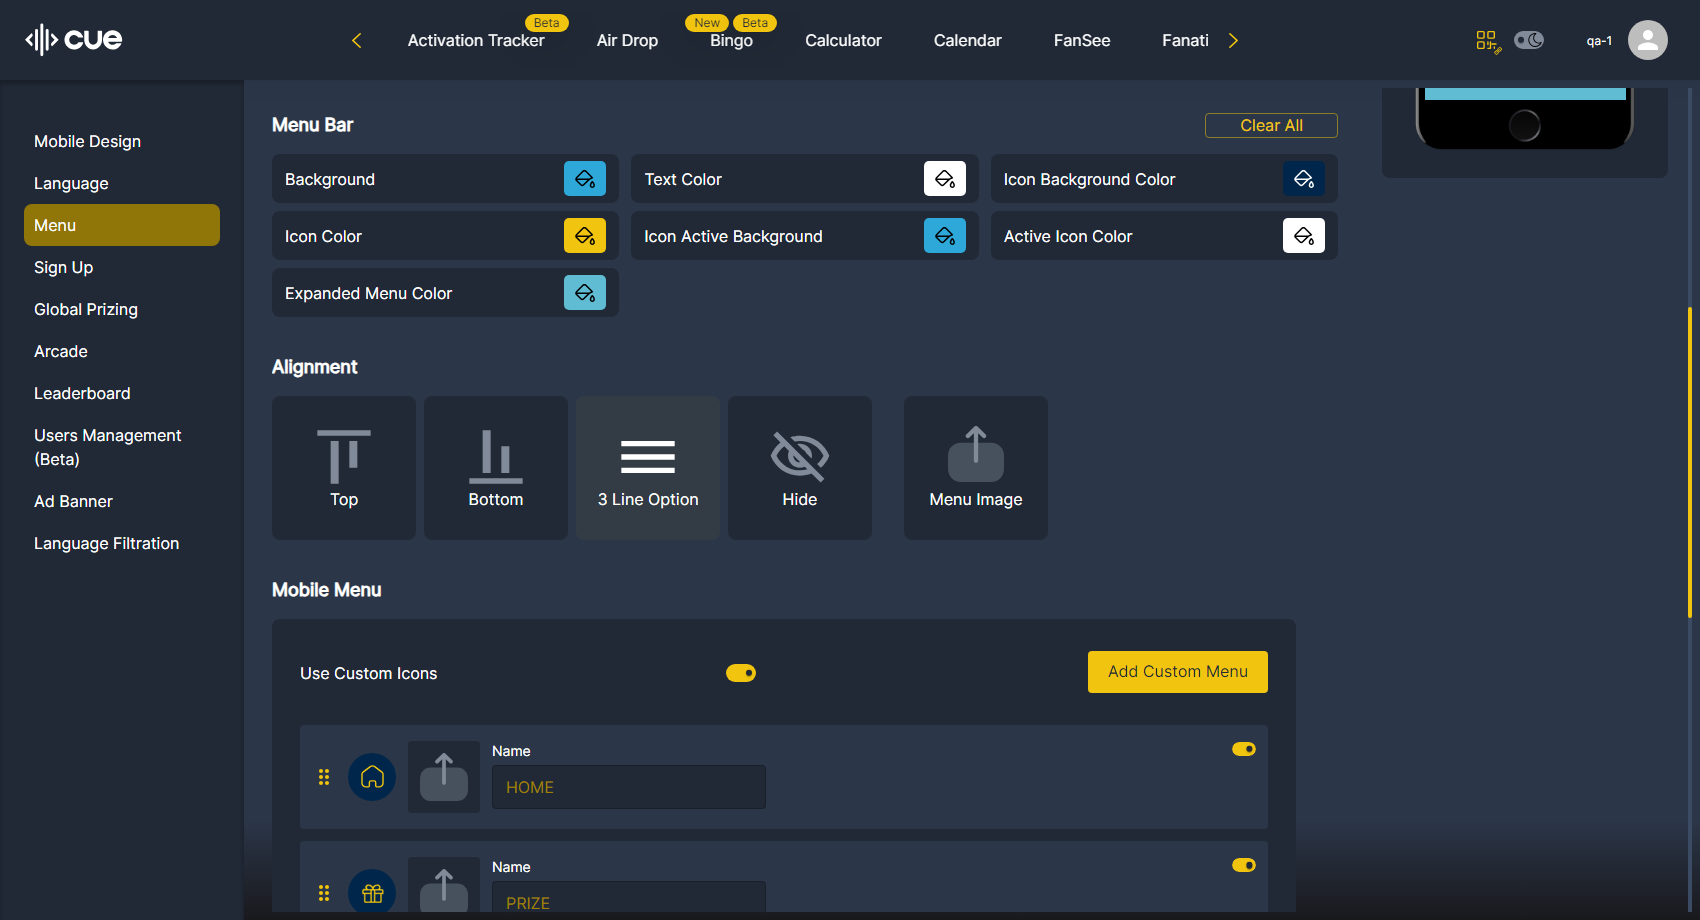 cue
Activation Tracker
Beta
Air Drop
New
Beta
Bingo
Calculator
Calendar
FanSee
Fanati
qa-1
Mobile Design
Language
Menu
Sign Up
Global Prizing
Arcade
Leaderboard
Users Management
(Beta)
Ad Banner
Language Filtration
Menu Bar
Clear All
Background
Text Color
Icon Background Color
Icon Color
Icon Active Background
Active Icon Color
Expanded Menu Color
Alignment
Top
Bottom
3 Line Option
Hide
Menu Image
Mobile Menu
Use Custom Icons
Add Custom Menu
Name
HOME
Name
PRIZE